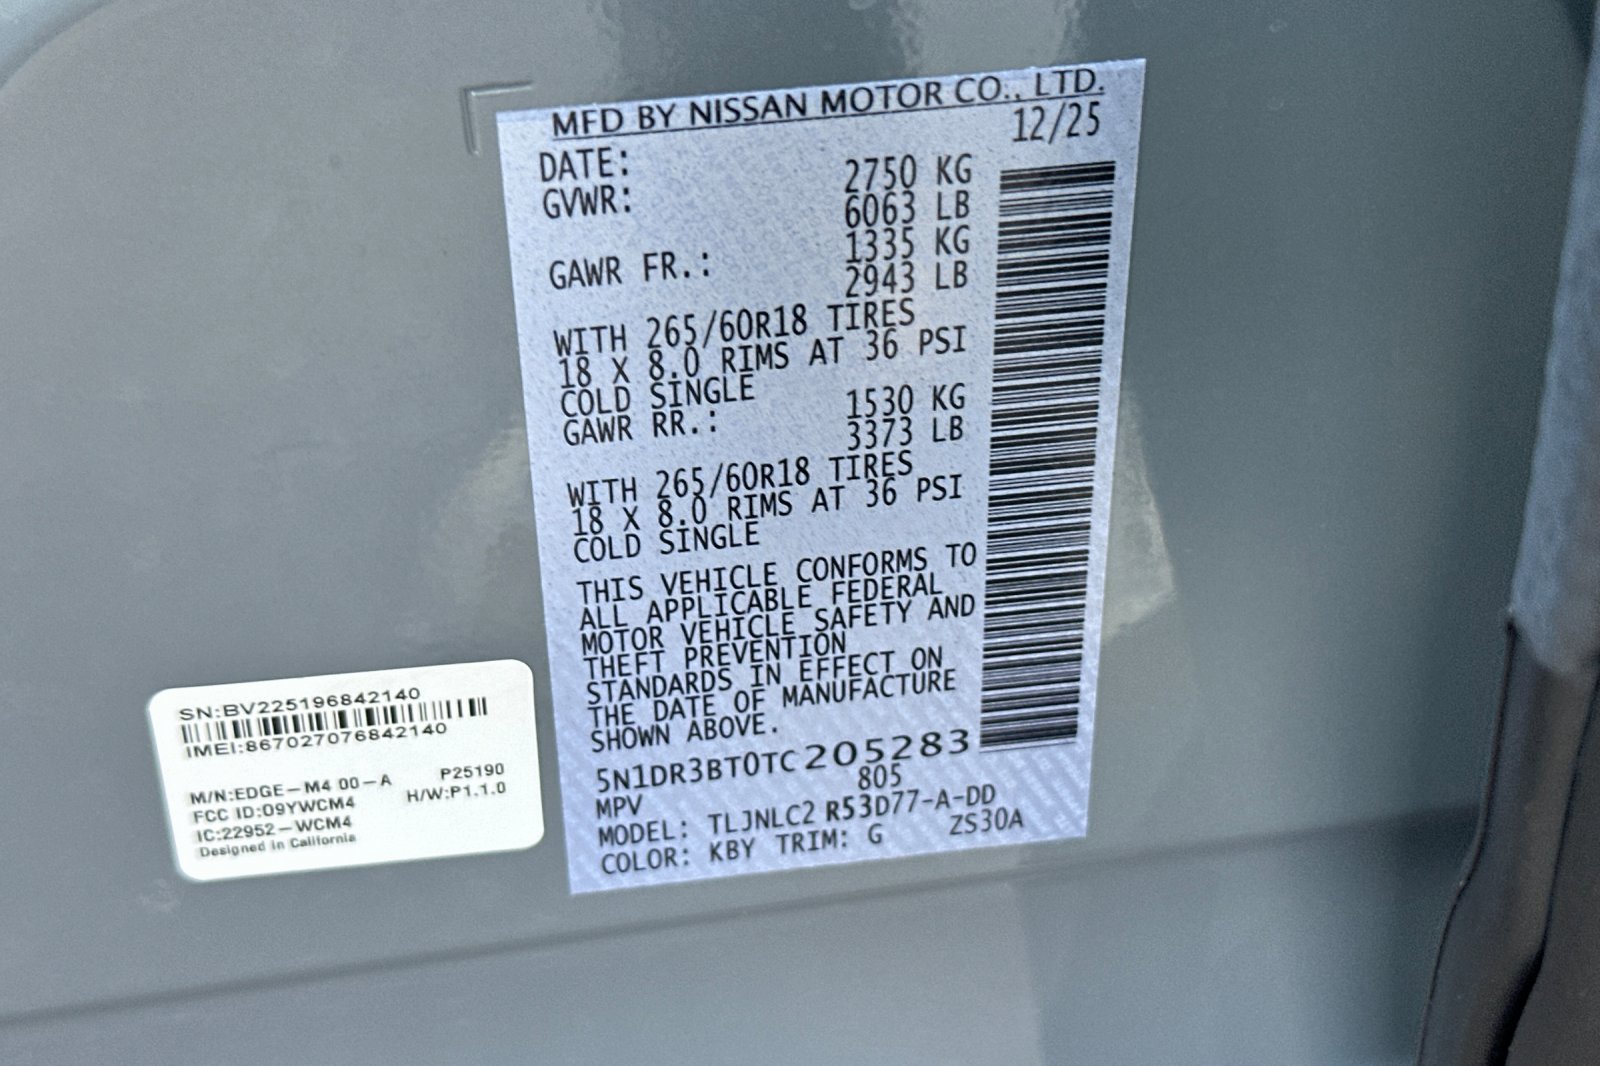 MFD BY NISSAN MOTOR CO., LTD.
DATE: 12/25
GVWR: 2750 KG
6063 LB
GAWR FR.: 1335 KG
2943 LB
WITH 265/60R18 TIRES
18 X 8.0 RIMS AT 36 PSI
COLD SINGLE
GAWR RR.: 1530 KG
3373 LB
WITH 265/60R18 TIRES
18 X 8.0 RIMS AT 36 PSI
COLD SINGLE
THIS VEHICLE CONFORMS TO
ALL APPLICABLE FEDERAL
MOTOR VEHICLE SAFETY AND
THEFT PREVENTION
STANDARDS IN EFFECT ON
THE DATE OF MANUFACTURE
SHOWN ABOVE.
5N1DR3BT0TC205283
MPV 805
MODEL: TLJNLC2 R53D77-A-DD
COLOR: KBY TRIM: G ZS30A
SN:BV225196842140
IMEI:867027076842140
M/N:EDGE-M4 00-A P25190
FCC ID:O9YWCM4 H/W:P1.1.0
IC:22952-WCM4
Designed in California